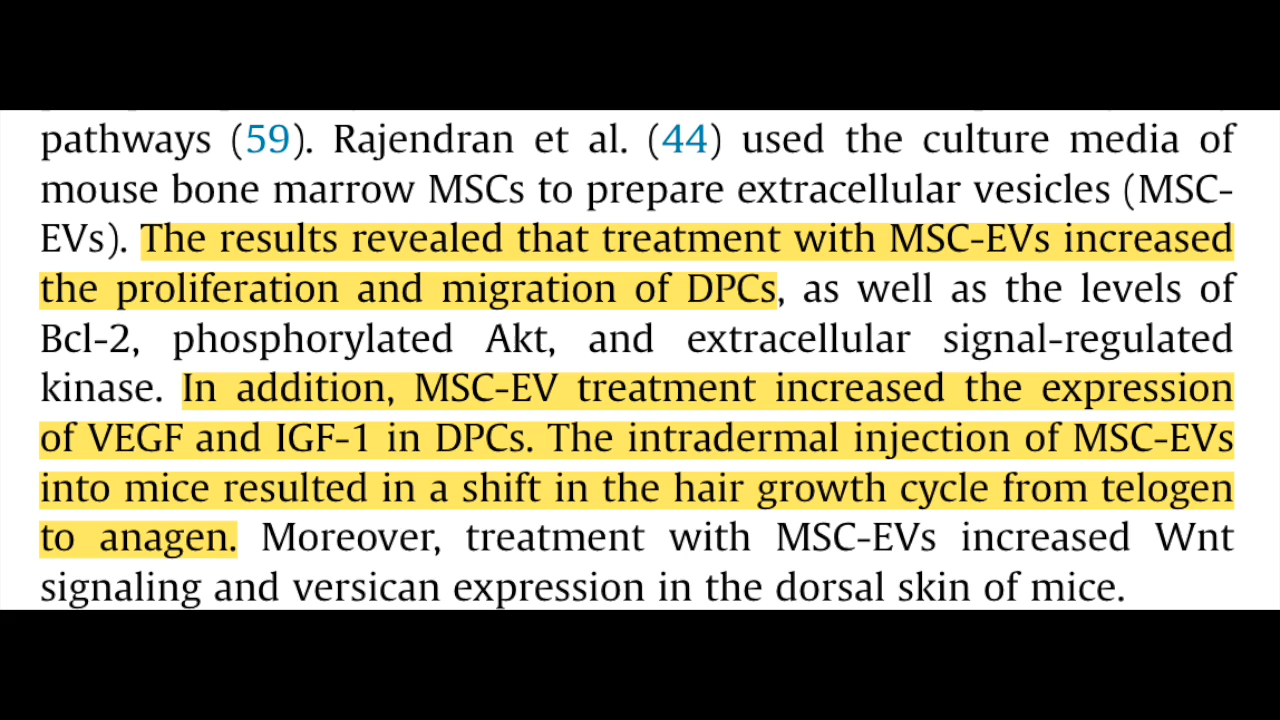 pathways (59). Rajendran et al. (44) used the culture media of
mouse bone marrow MSCs to prepare extracellular vesicles (MSC-
EVs). The results revealed that treatment with MSC-EVs increased
the proliferation and migration of DPCs, as well as the levels of
Bcl-2, phosphorylated Akt, and extracellular signal-regulated
kinase. In addition, MSC-EV treatment increased the expression
of VEGF and IGF-1 in DPCs. The intradermal injection of MSC-EVs
into mice resulted in a shift in the hair growth cycle from telogen
to anagen. Moreover, treatment with MSC-EVs increased Wnt
signaling and versican expression in the dorsal skin of mice.